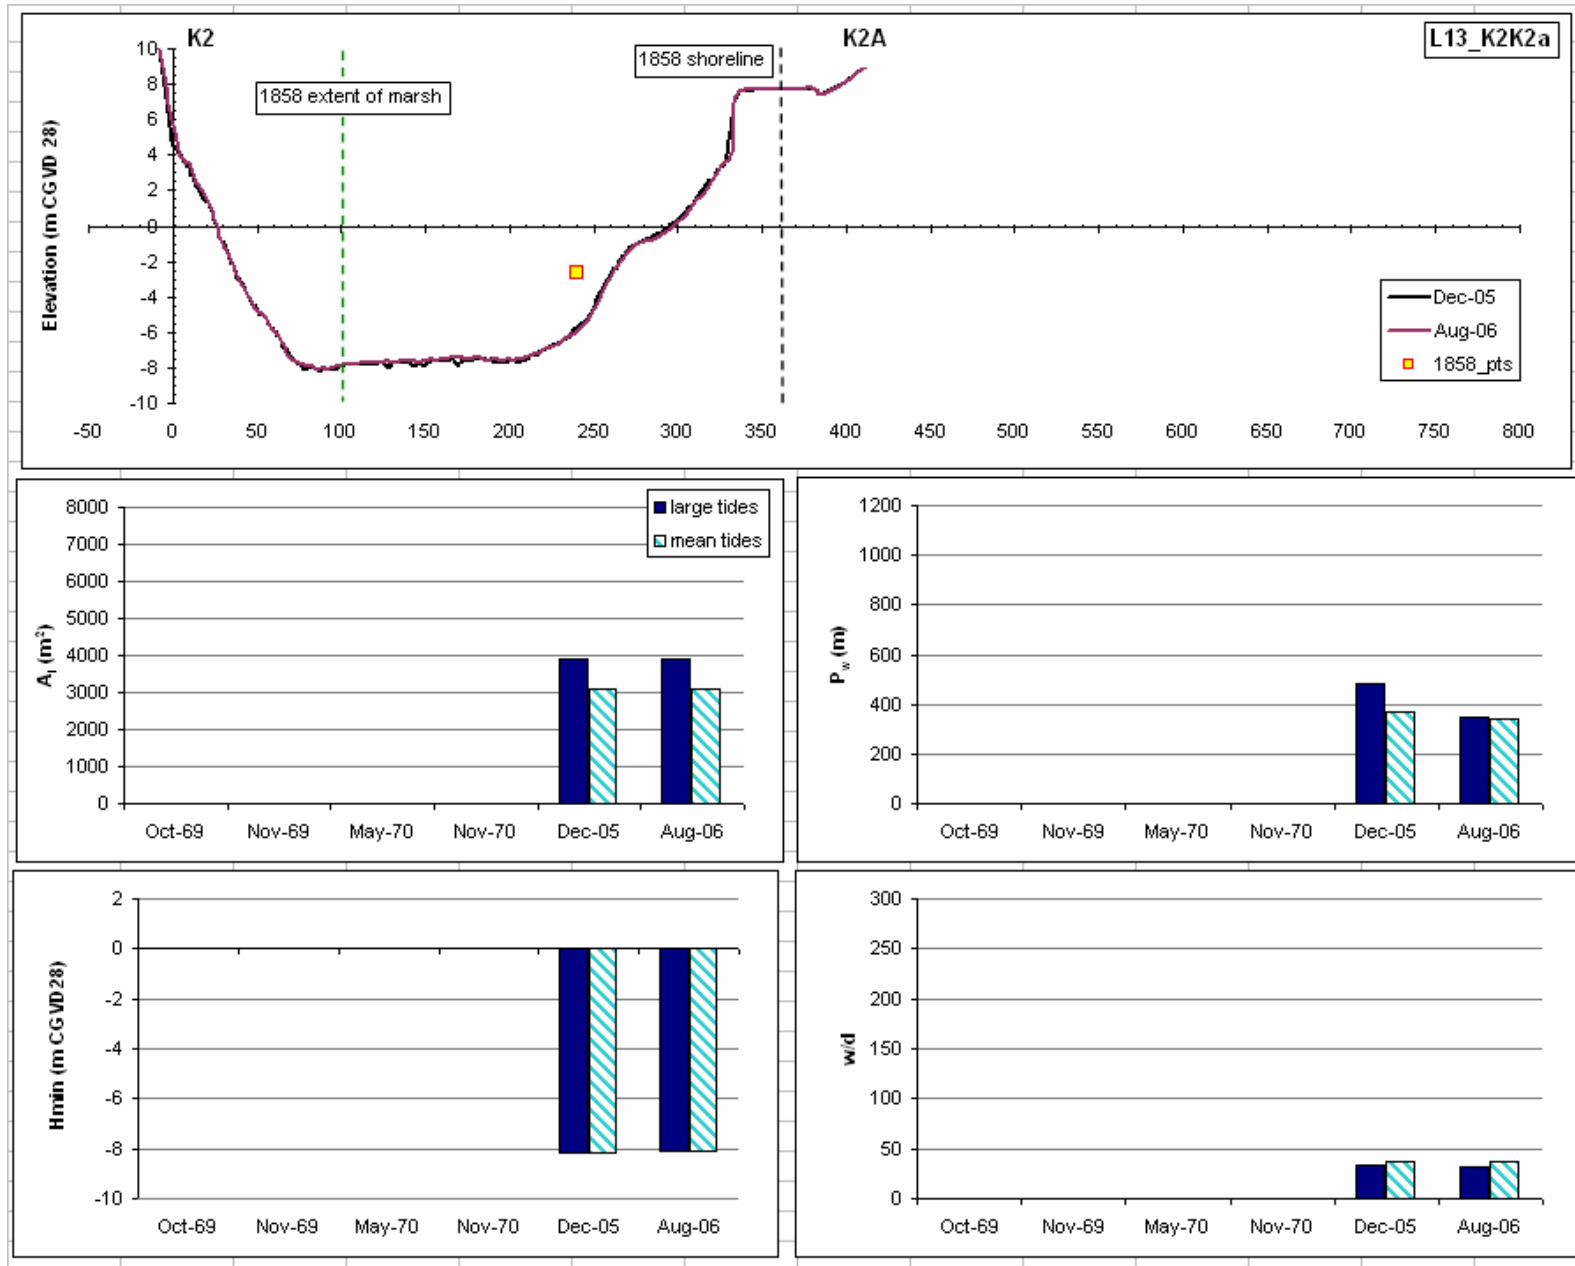 K2
K2A
L13_K2K2a
1858 shoreline
1858 extent of marsh
Elevation (m CGVD 28)
10
8
6
4
2
0
-2
-4
-6
-8
-10
-50 0 50 100 150 200 250 300 350 400 450 500 550 600 650 700 750 800
Dec-05
Aug-06
1858_pts
AI (m²)
8000
7000
6000
5000
4000
3000
2000
1000
0
large tides
mean tides
Oct-69 Nov-69 May-70 Nov-70 Dec-05 Aug-06
Pw (m)
1200
1000
800
600
400
200
0
Oct-69 Nov-69 May-70 Nov-70 Dec-05 Aug-06
Hmin (m CGVD28)
2
0
-2
-4
-6
-8
-10
Oct-69 Nov-69 May-70 Nov-70 Dec-05 Aug-06
w/d
300
250
200
150
100
50
0
Oct-69 Nov-69 May-70 Nov-70 Dec-05 Aug-06